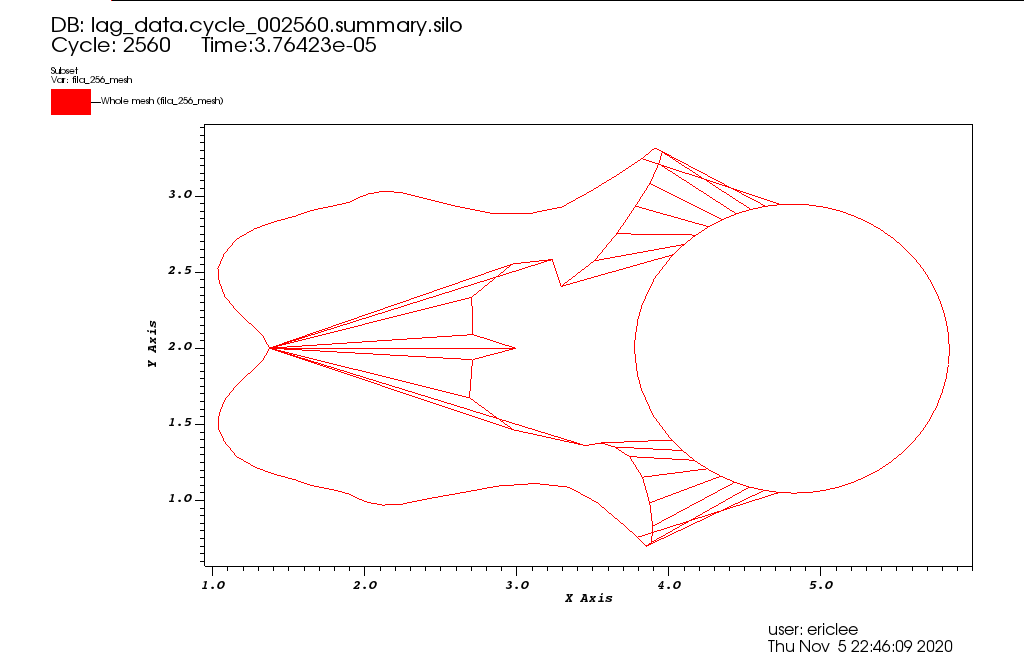 DB: lag_data.cycle_002560.summary.silo
Cycle: 2560 Time:3.76423e-05
Subset
Var: fila_256_mesh
Whole mesh (fila_256_mesh)
3.0
2.5
2.0
1.5
1.0
Y Axis
1.0 2.0 3.0 4.0 5.0
X Axis
user: ericlee
Thu Nov 5 22:46:09 2020